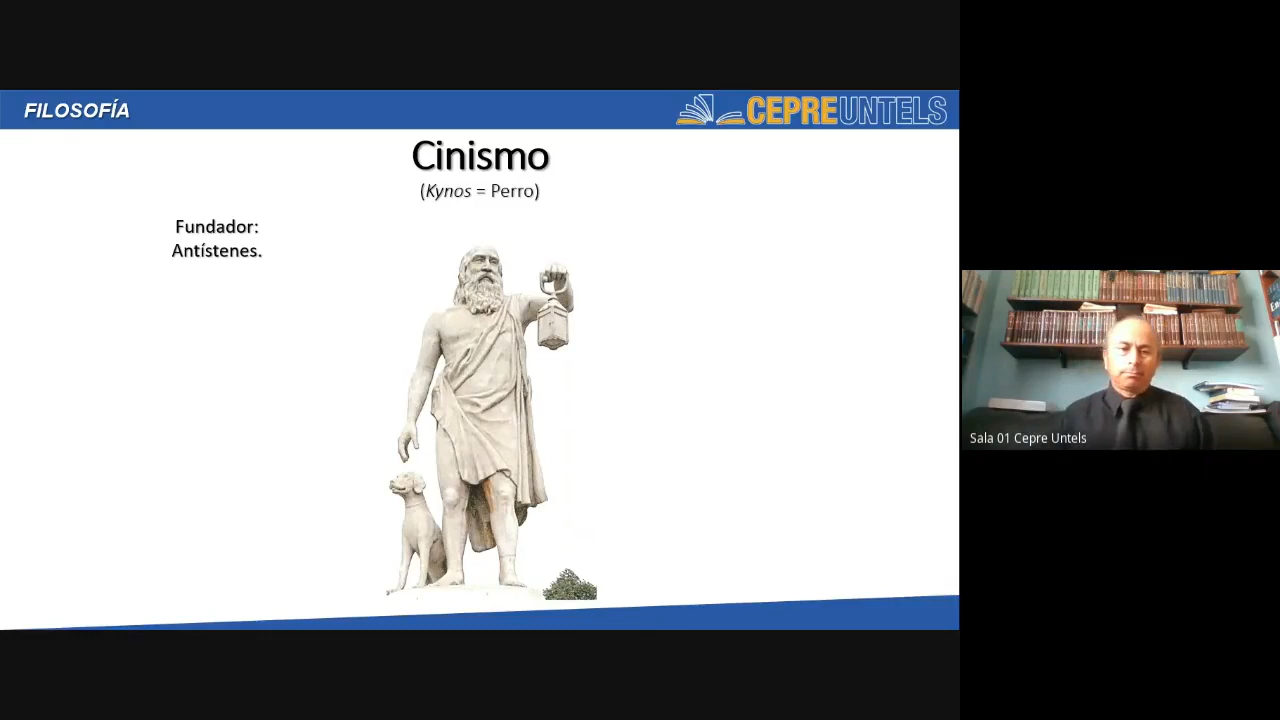 FILOSOFÍA
CEPREUNTELS
Cinismo
(Kynos = Perro)
Fundador:
Antístenes.
Sala 01 Cepre Untels